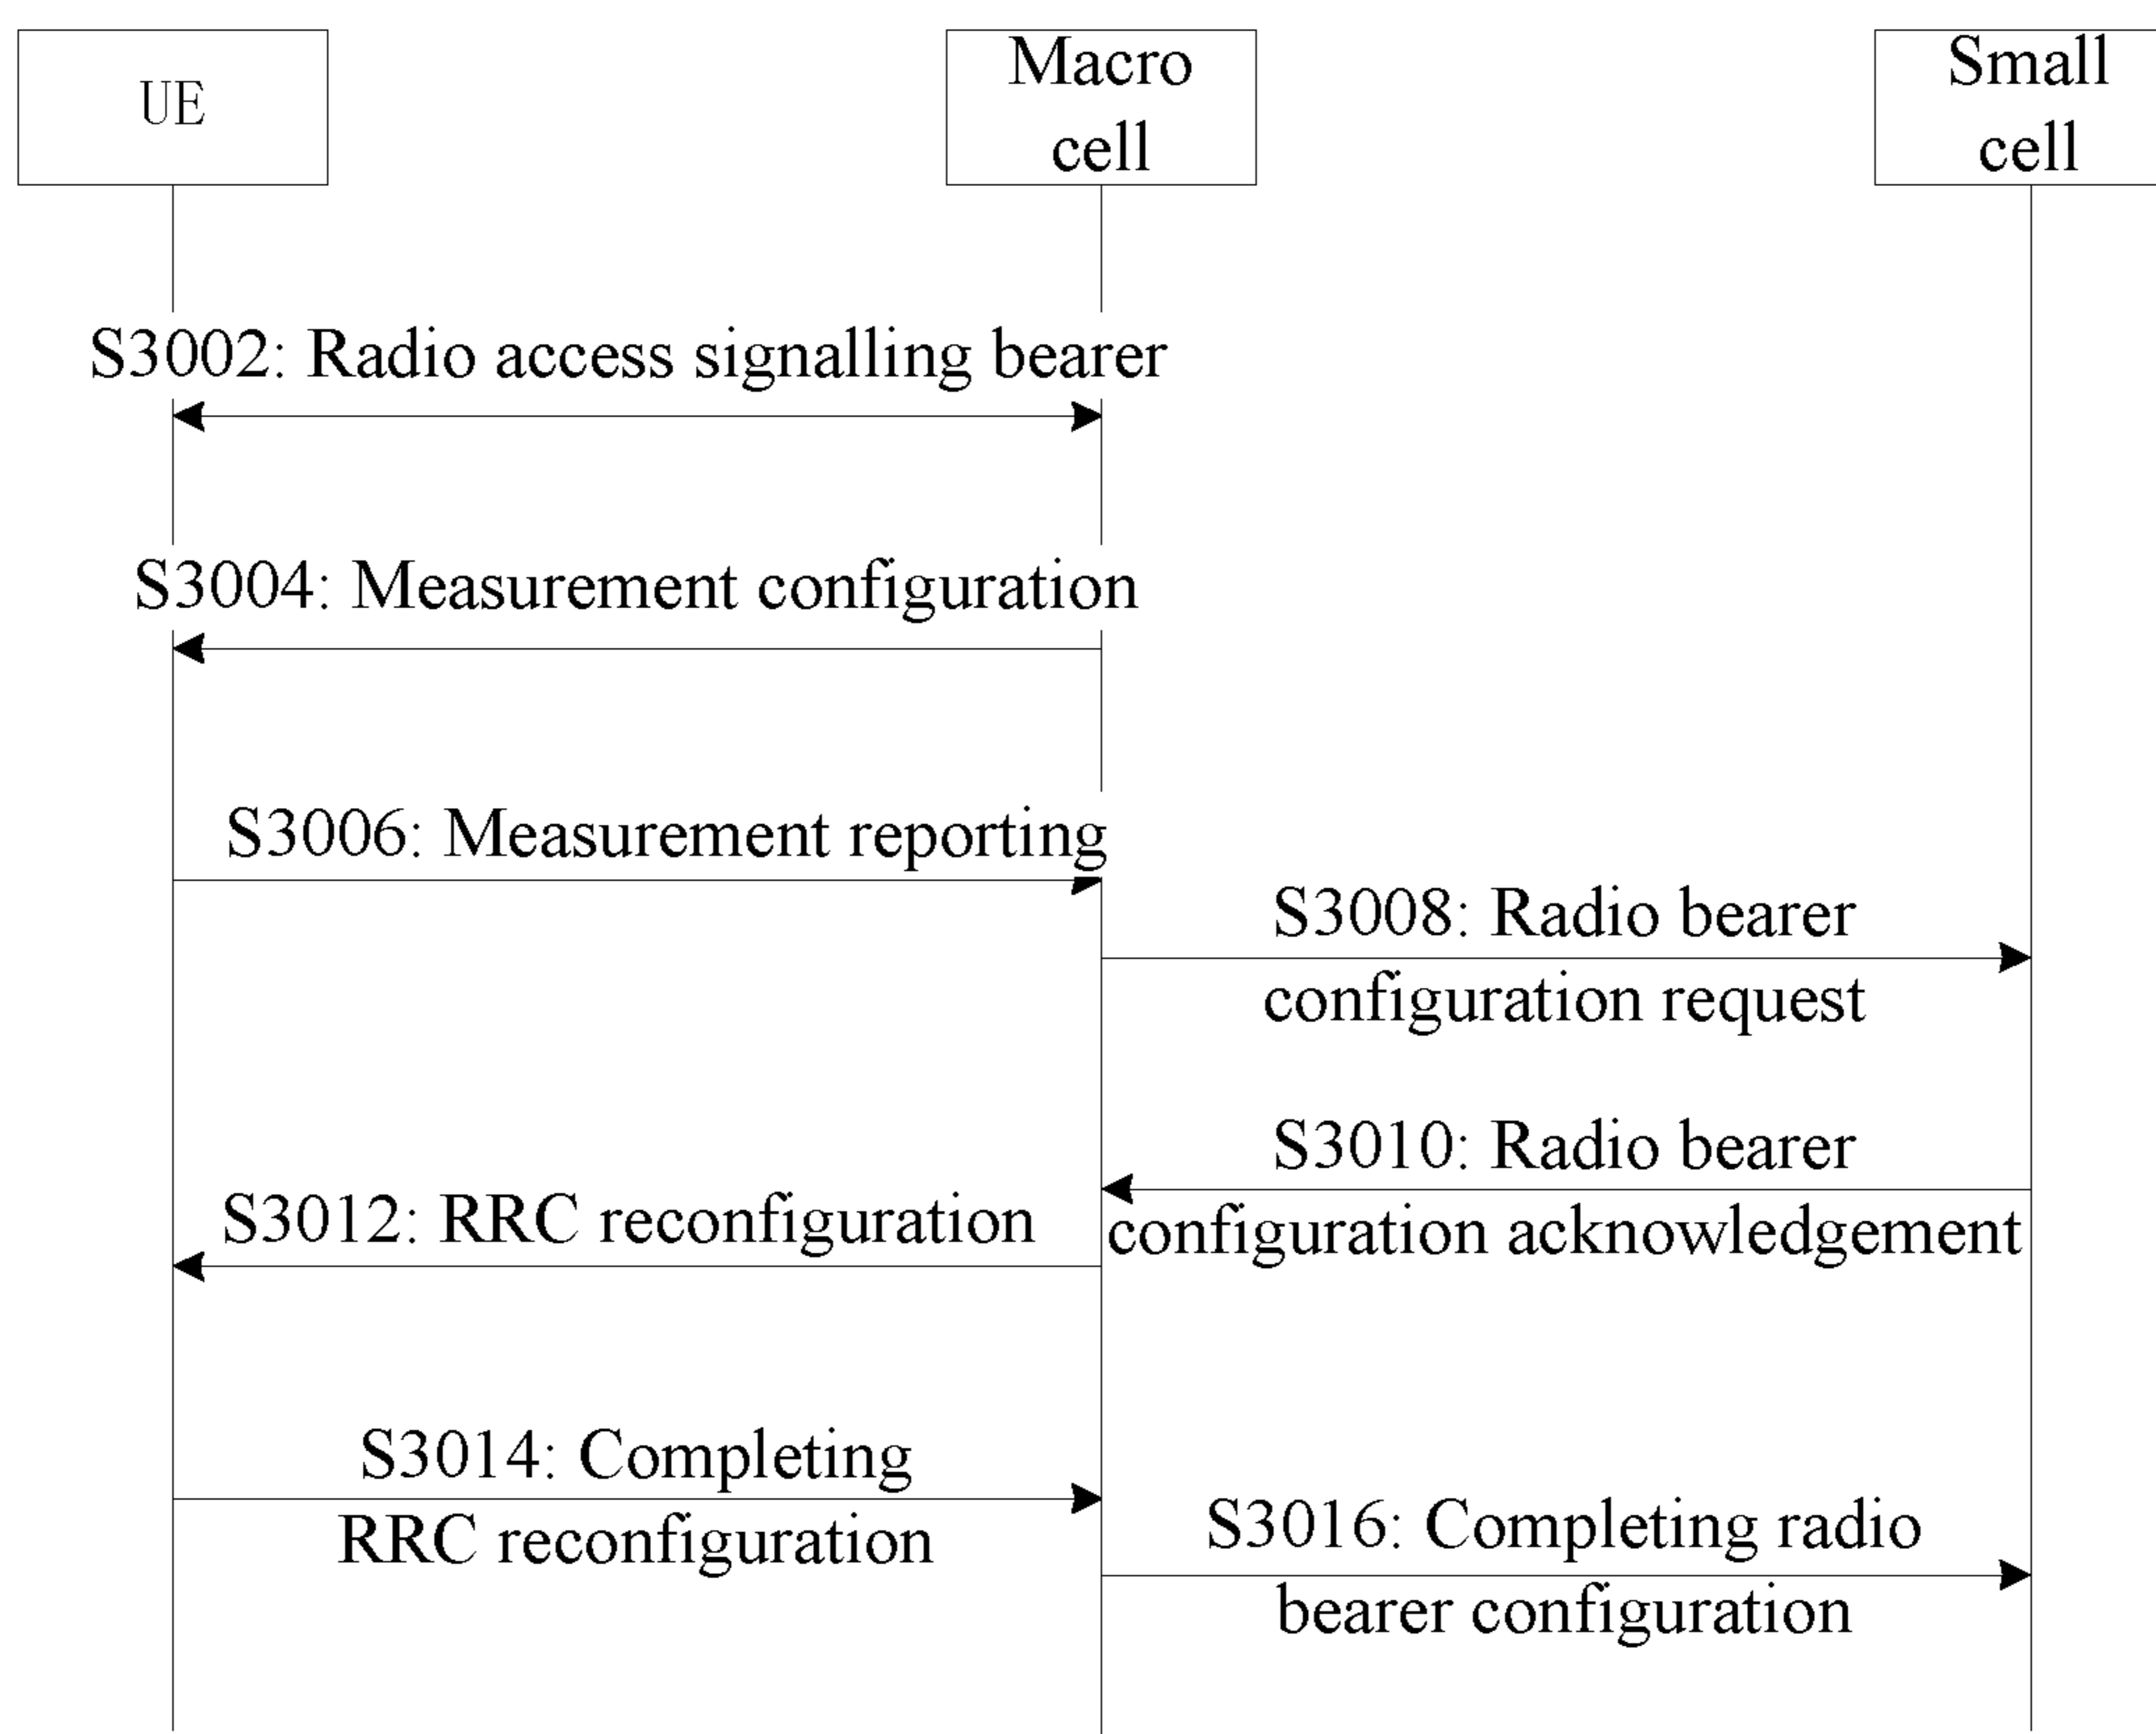 UE
Macro
cell
Small
cell
S3002: Radio access signalling bearer
S3004: Measurement configuration
S3006: Measurement reporting
S3008: Radio bearer
configuration request
S3010: Radio bearer
configuration acknowledgement
S3012: RRC reconfiguration
S3014: Completing
RRC reconfiguration
S3016: Completing radio
bearer configuration